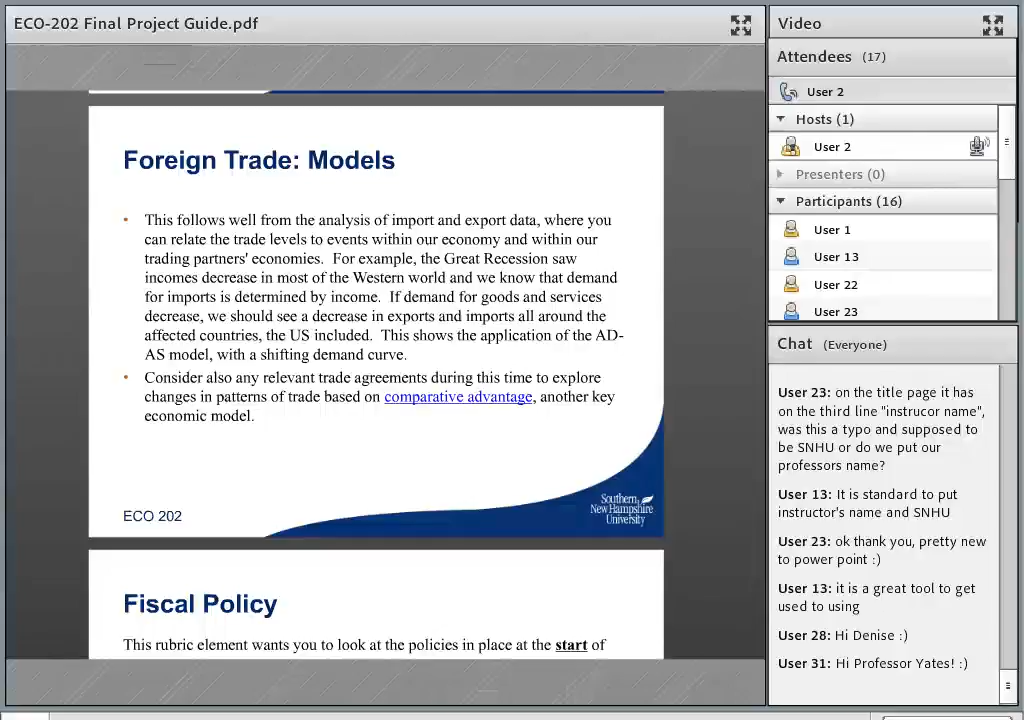 ECO-202 Final Project Guide.pdf
Foreign Trade: Models
• This follows well from the analysis of import and export data, where you
can relate the trade levels to events within our economy and within our
trading partners' economies. For example, the Great Recession saw
incomes decrease in most of the Western world and we know that demand
for imports is determined by income. If demand for goods and services
decrease, we should see a decrease in exports and imports all around the
affected countries, the US included. This shows the application of the AD-
AS model, with a shifting demand curve.
• Consider also any relevant trade agreements during this time to explore
changes in patterns of trade based on comparative advantage, another key
economic model.
ECO 202
Southern
New Hampshire
University
Fiscal Policy
This rubric element wants you to look at the policies in place at the start of
Video
Attendees (17)
User 2
Hosts (1)
User 2
Presenters (0)
Participants (16)
User 1
User 13
User 22
User 23
Chat (Everyone)
User 23: on the title page it has
on the third line "instrucor name",
was this a typo and supposed to
be SNHU or do we put our
professors name?
User 13: It is standard to put
instructor's name and SNHU
User 23: ok thank you, pretty new
to power point :)
User 13: it is a great tool to get
used to using
User 28: Hi Denise :)
User 31: Hi Professor Yates! :)